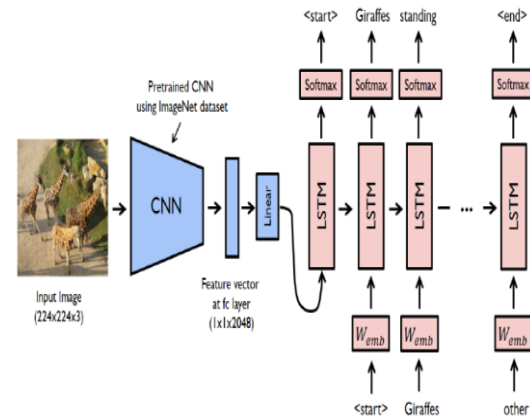 <start> Giraffes standing <end>
Softmax Softmax Softmax Softmax
Pretrained CNN
using ImageNet dataset
CNN
Linear
LSTM LSTM LSTM ... LSTM
Input Image
(224x224x3)
Feature vector
at fc layer
(1x1x2048)
W_emb W_emb W_emb
<start> Giraffes other